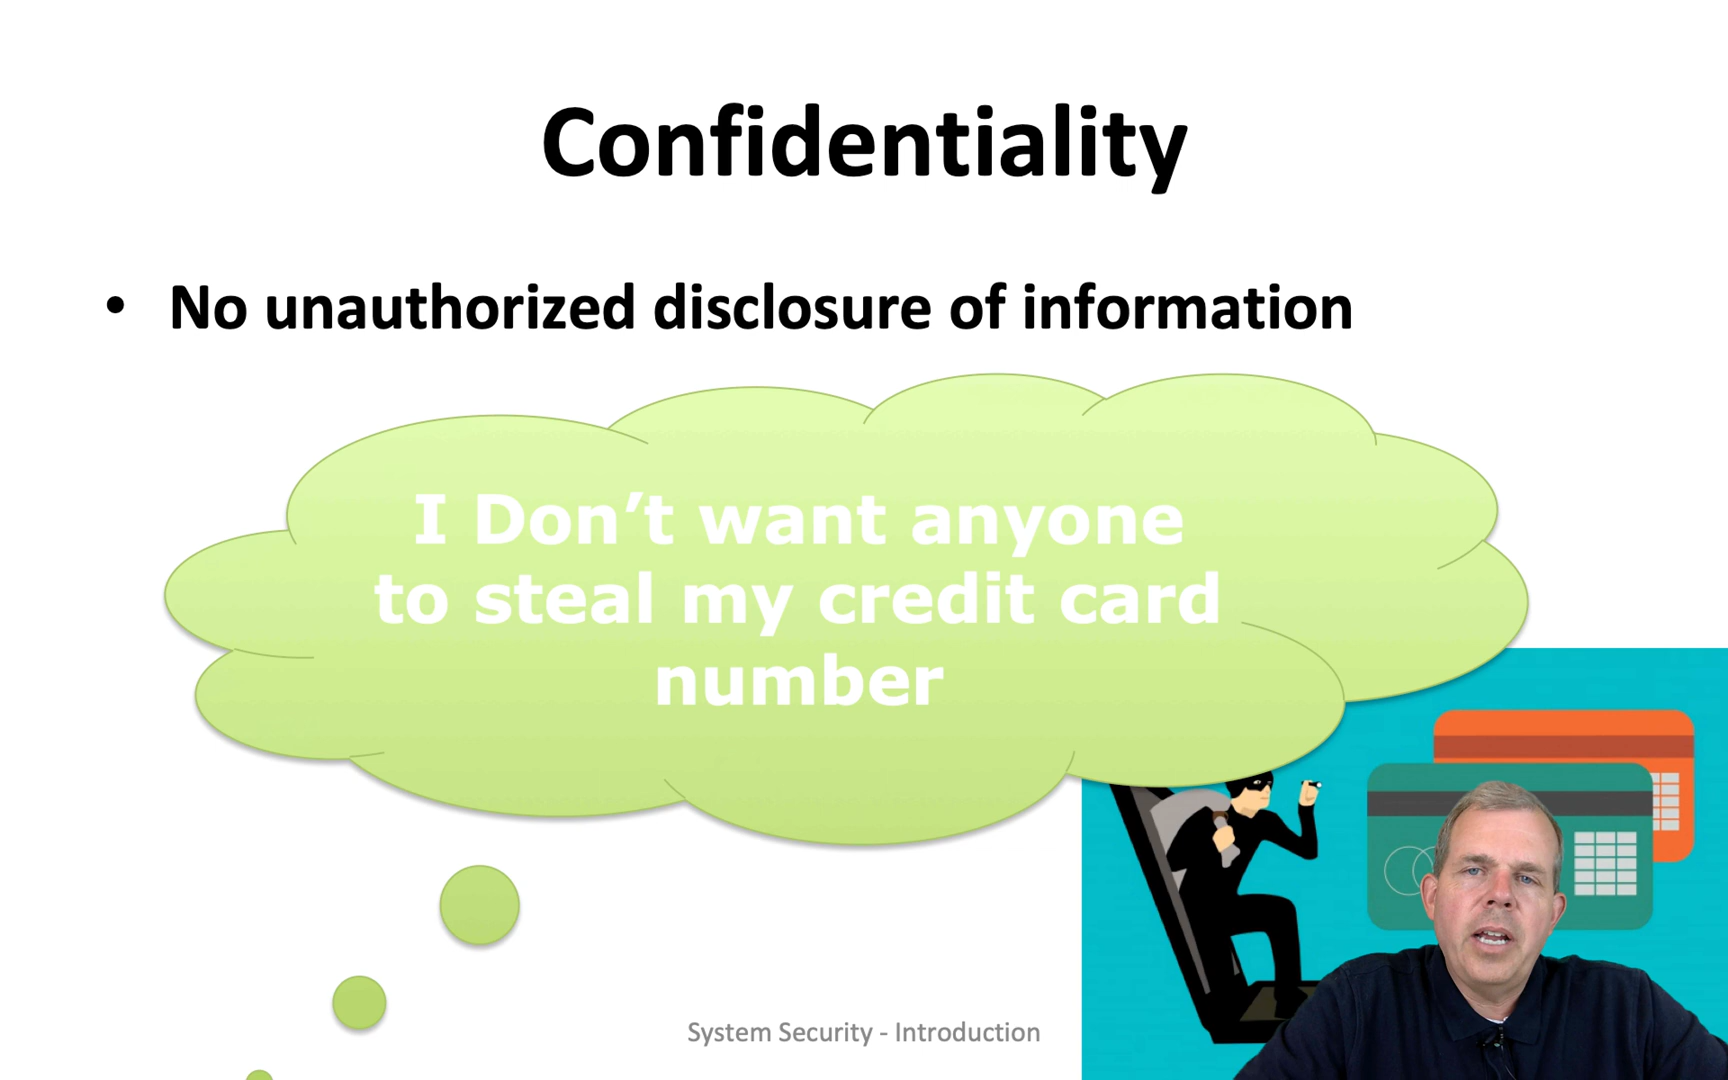 Confidentiality
• No unauthorized disclosure of information
I Don’t want anyone
to steal my credit card
number
System Security - Introduction